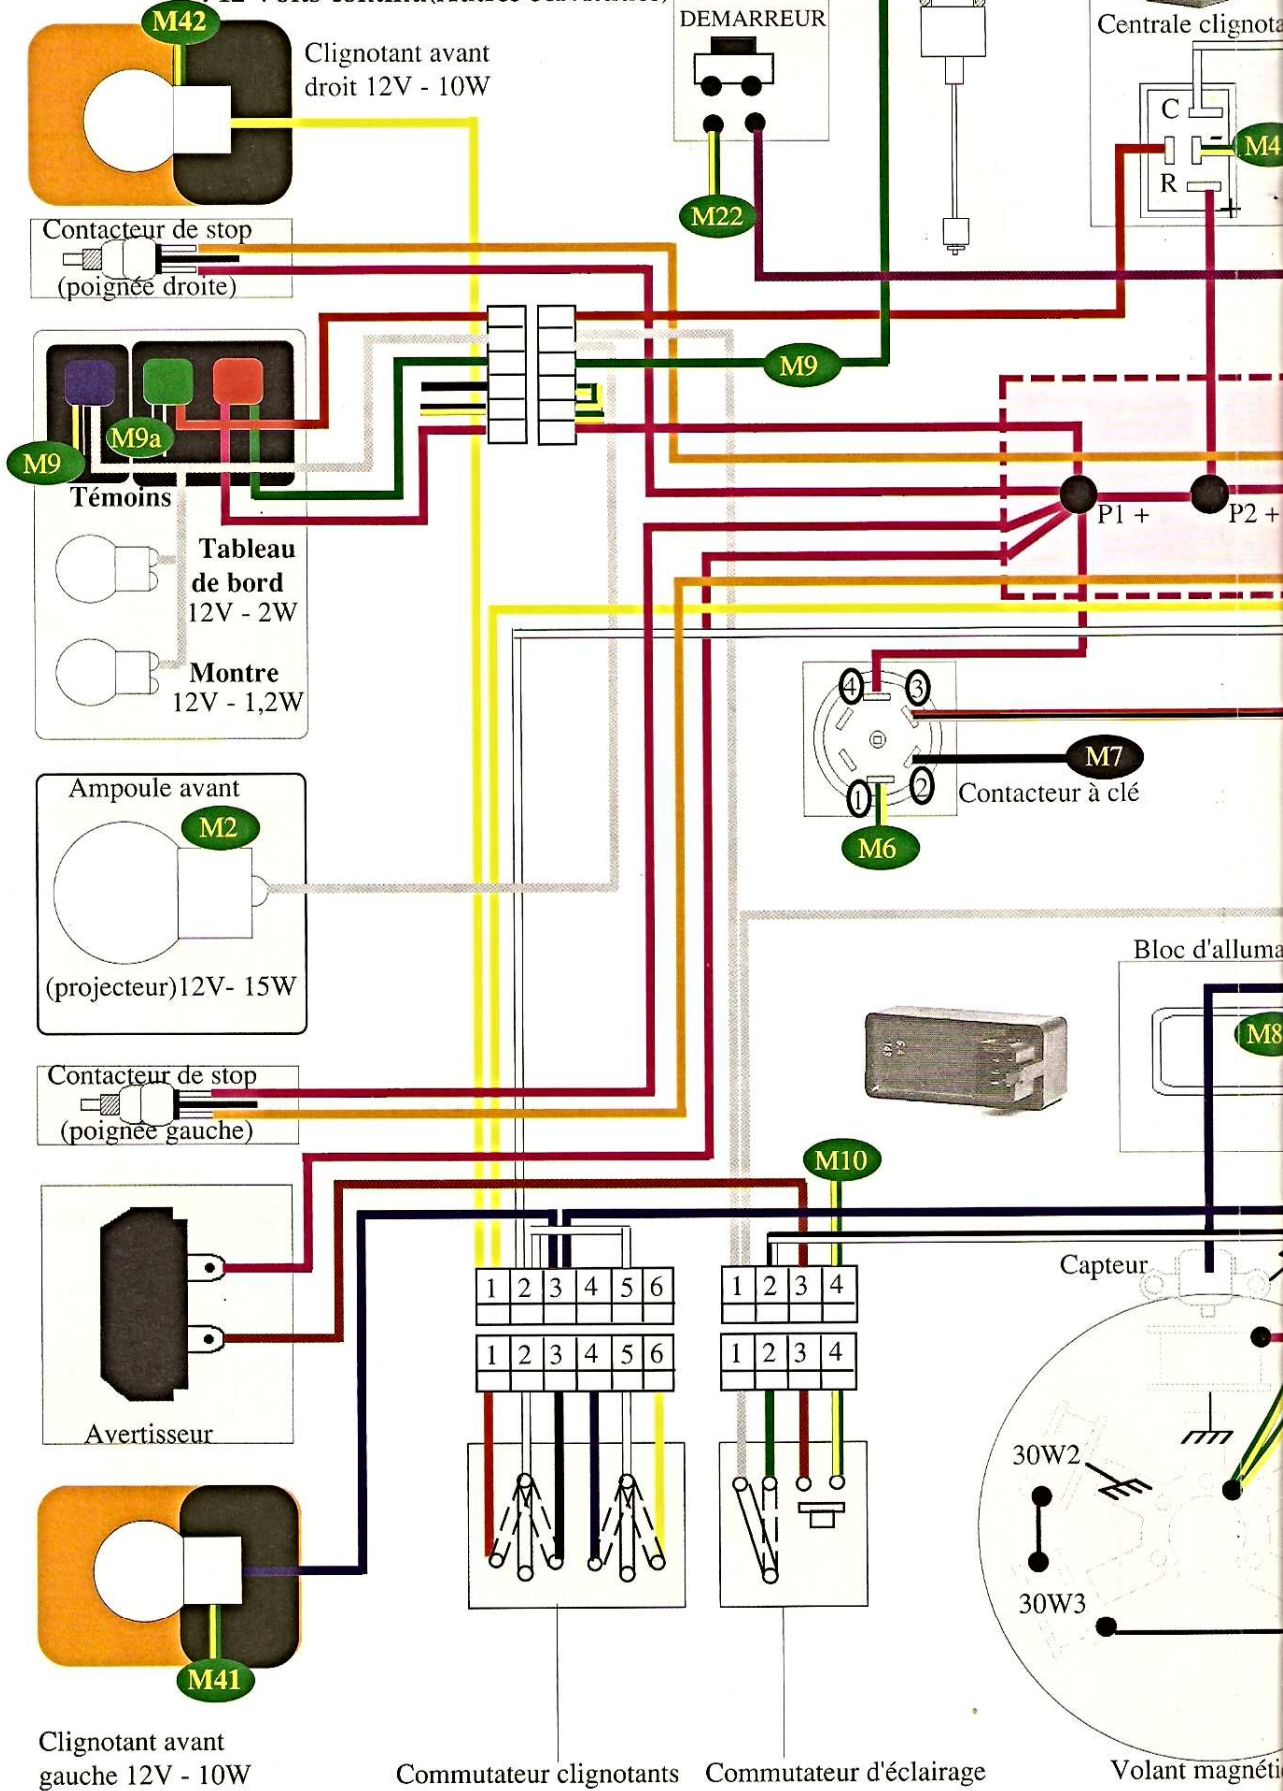 M42
Clignotant avant
droit 12V - 10W
DEMARREUR
M22
Centrale clignota
C
-
M4
R
+
Contacteur de stop
(poignée droite)
M9
M9
M9a
Témoins
Tableau
de bord
12V - 2W
Montre
12V - 1,2W
P1 +
P2 +
4
3
1
2
M7
Contacteur à clé
M6
Ampoule avant
M2
(projecteur)12V- 15W
Bloc d'alluma
M8
Contacteur de stop
(poignée gauche)
M10
Avertisseur
1 2 3 4 5 6
1 2 3 4 5 6
1 2 3 4
1 2 3 4
Capteur
30W2
30W3
M41
Clignotant avant
gauche 12V - 10W
Commutateur clignotants
Commutateur d'éclairage
Volant magnéti